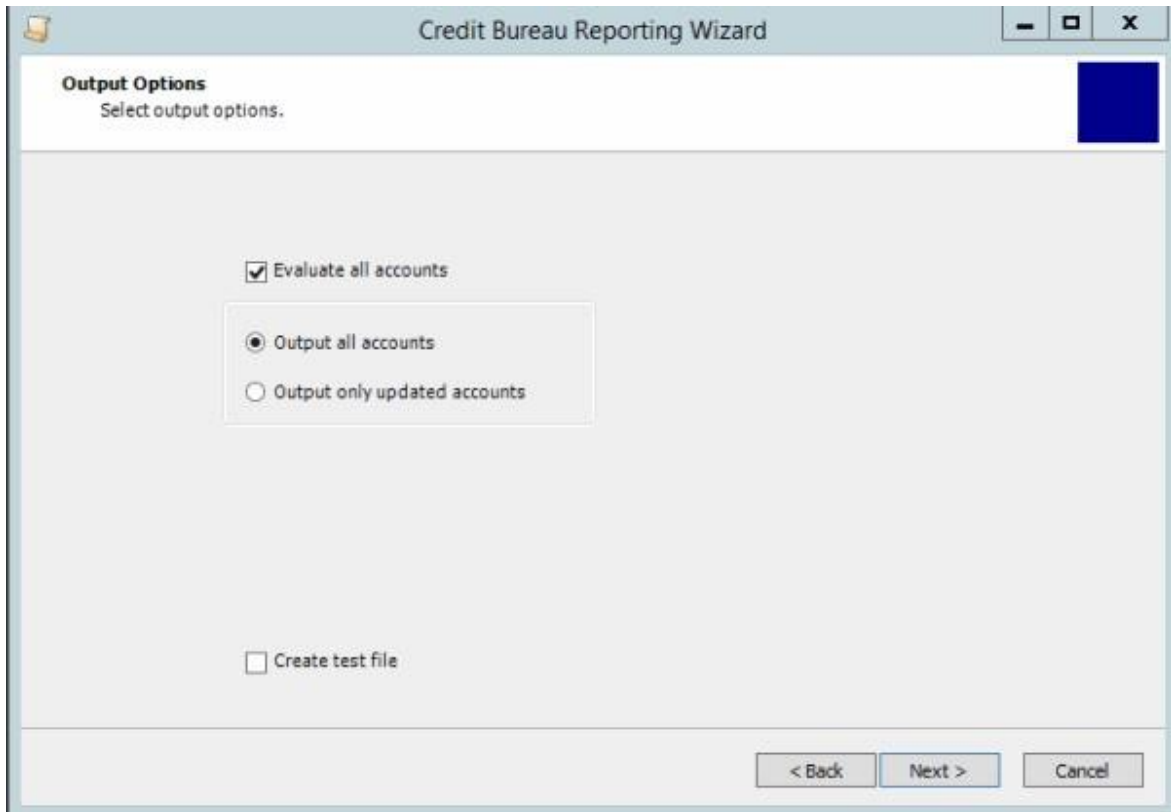 Credit Bureau Reporting Wizard
Output Options
Select output options.
Evaluate all accounts
Output all accounts
Output only updated accounts
Create test file
< Back Next > Cancel